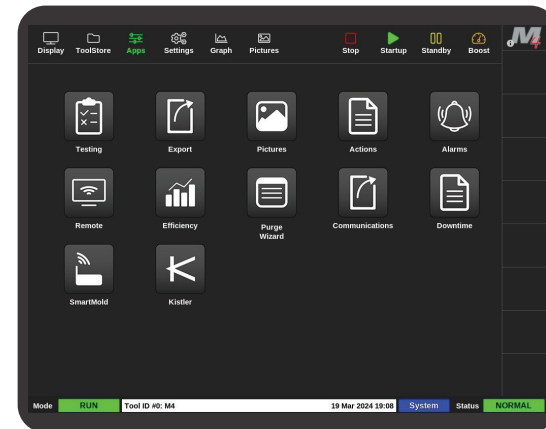 Display ToolStore Apps Settings Graph Pictures Stop Startup Standby Boost
M4
Testing Export Pictures Actions Alarms
Remote Efficiency Purge Wizard Communications Downtime
SmartMold Kistler
Mode RUN Tool ID #0: M4 19 Mar 2024 19:08 System Status NORMAL